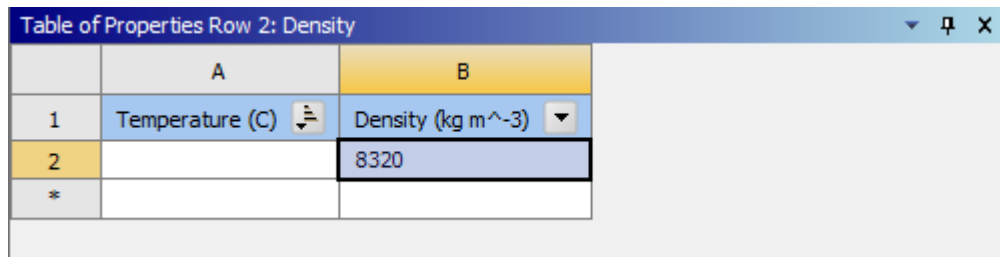 Table of Properties Row 2: Density
A B
1 Temperature (C) Density (kg m^-3)
2 8320
*